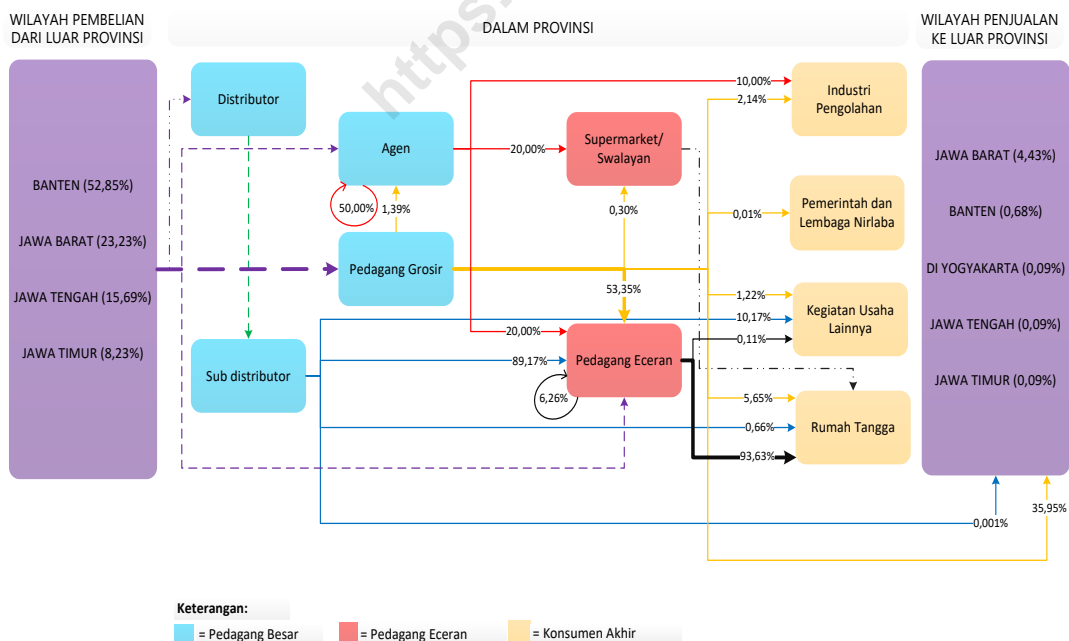 WILAYAH PEMBELIAN
DARI LUAR PROVINSI
DALAM PROVINSI
WILAYAH PENJUALAN
KE LUAR PROVINSI
https:
BANTEN (52,85%)
JAWA BARAT (23,23%)
JAWA TENGAH (15,69%)
JAWA TIMUR (8,23%)
Distributor
Agen
50,00%
1,39%
Pedagang Grosir
Sub distributor
20,00%
Supermarket/
Swalayan
0,30%
53,35%
20,00%
89,17%
Pedagang Eceran
6,26%
10,00%
2,14%
Industri
Pengolahan
0,01%
Pemerintah dan
Lembaga Nirlaba
1,22%
10,17%
0,11%
Kegiatan Usaha
Lainnya
5,65%
0,66%
93,63%
Rumah Tangga
JAWA BARAT (4,43%)
BANTEN (0,68%)
DI YOGYAKARTA (0,09%)
JAWA TENGAH (0,09%)
JAWA TIMUR (0,09%)
0,001%
35,95%
Keterangan:
= Pedagang Besar
= Pedagang Eceran
= Konsumen Akhir